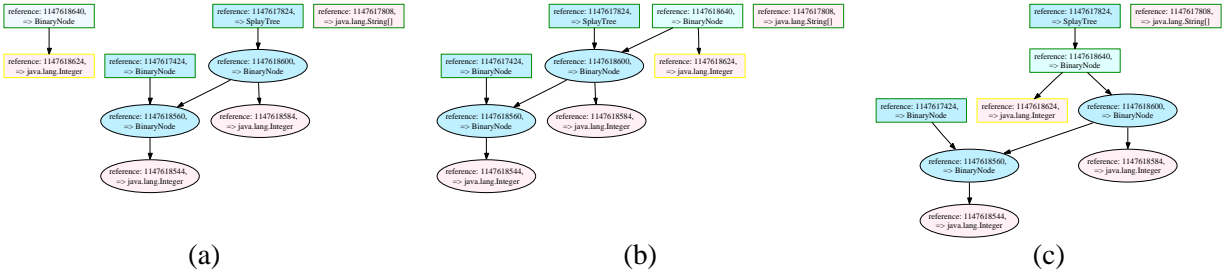 reference: 1147618640,
=> BinaryNode
reference: 1147617824,
=> SplayTree
reference: 1147617808,
=> java.lang.String[]
reference: 1147618624,
=> java.lang.Integer
reference: 1147617424,
=> BinaryNode
reference: 1147618600,
=> BinaryNode
reference: 1147618560,
=> BinaryNode
reference: 1147618584,
=> java.lang.Integer
reference: 1147618544,
=> java.lang.Integer
(a)
reference: 1147617824,
=> SplayTree
reference: 1147618640,
=> BinaryNode
reference: 1147617808,
=> java.lang.String[]
reference: 1147617424,
=> BinaryNode
reference: 1147618600,
=> BinaryNode
reference: 1147618624,
=> java.lang.Integer
reference: 1147618560,
=> BinaryNode
reference: 1147618584,
=> java.lang.Integer
reference: 1147618544,
=> java.lang.Integer
(b)
reference: 1147617824,
=> SplayTree
reference: 1147617808,
=> java.lang.String[]
reference: 1147618640,
=> BinaryNode
reference: 1147617424,
=> BinaryNode
reference: 1147618624,
=> java.lang.Integer
reference: 1147618600,
=> BinaryNode
reference: 1147618560,
=> BinaryNode
reference: 1147618584,
=> java.lang.Integer
reference: 1147618544,
=> java.lang.Integer
(c)